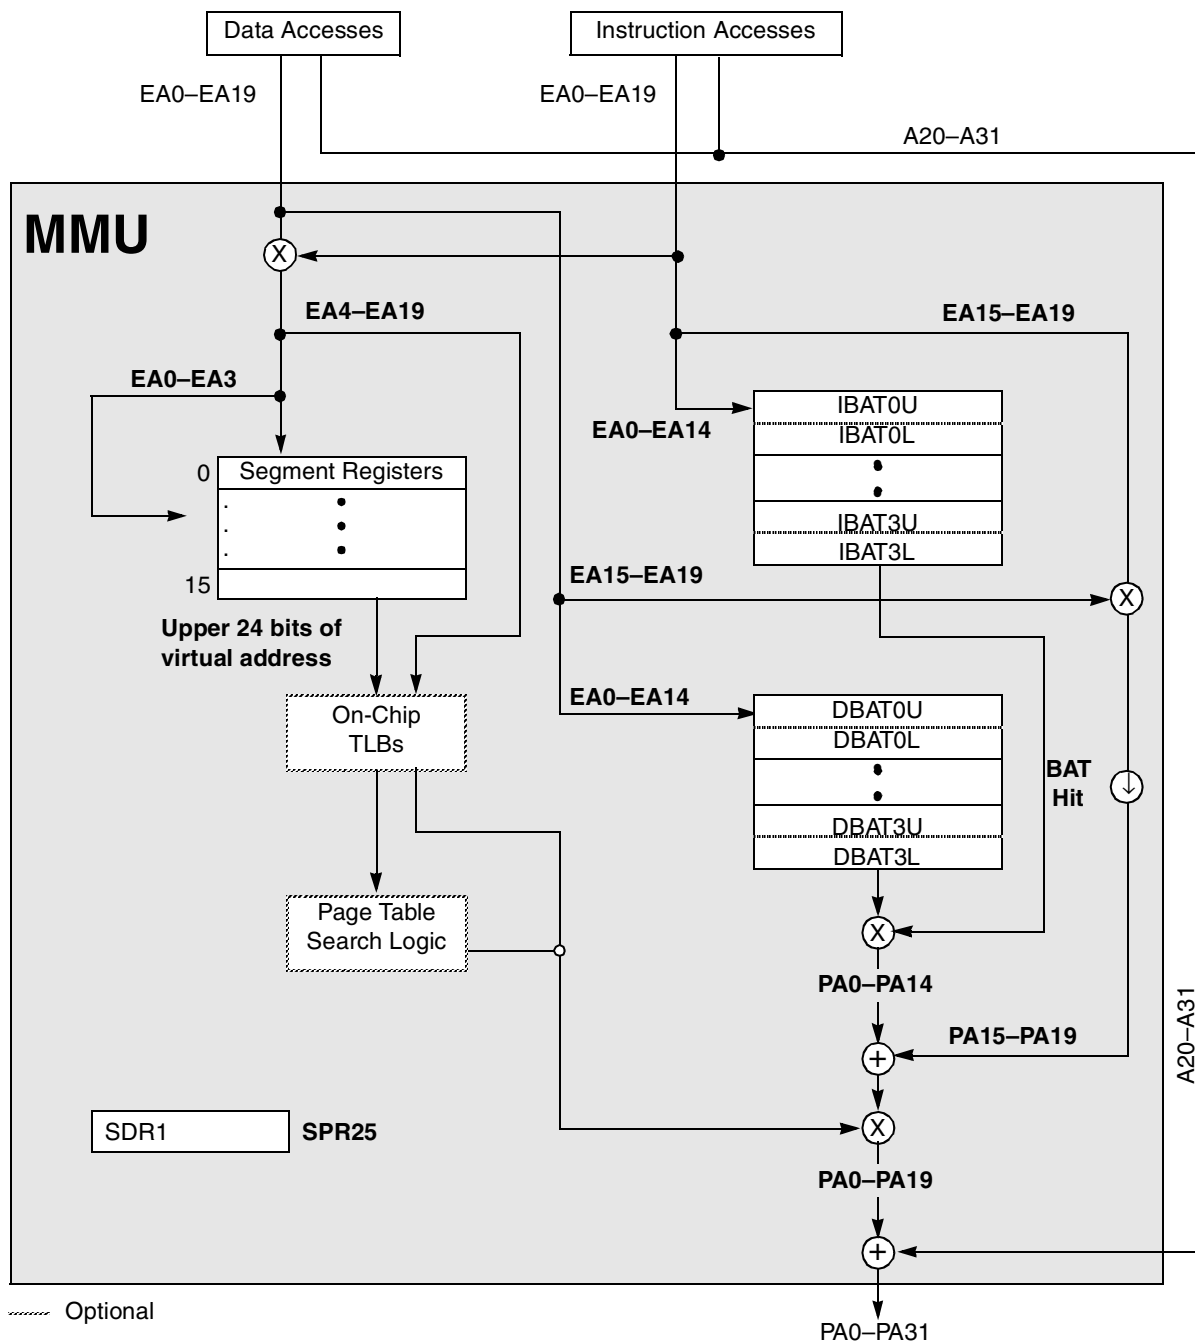 Data Accesses
Instruction Accesses
EA0–EA19
EA0–EA19
A20–A31
MMU
X
EA4–EA19
EA15–EA19
EA0–EA3
IBAT0U
EA0–EA14
IBAT0L
0
Segment Registers
IBAT3U
IBAT3L
15
EA15–EA19
X
Upper 24 bits of
virtual address
EA0–EA14
DBAT0U
On-Chip
TLBs
DBAT0L
BAT
Hit
DBAT3U
DBAT3L
Page Table
Search Logic
X
PA0–PA14
PA15–PA19
+
A20–A31
SDR1
SPR25
X
PA0–PA19
+
Optional
PA0–PA31